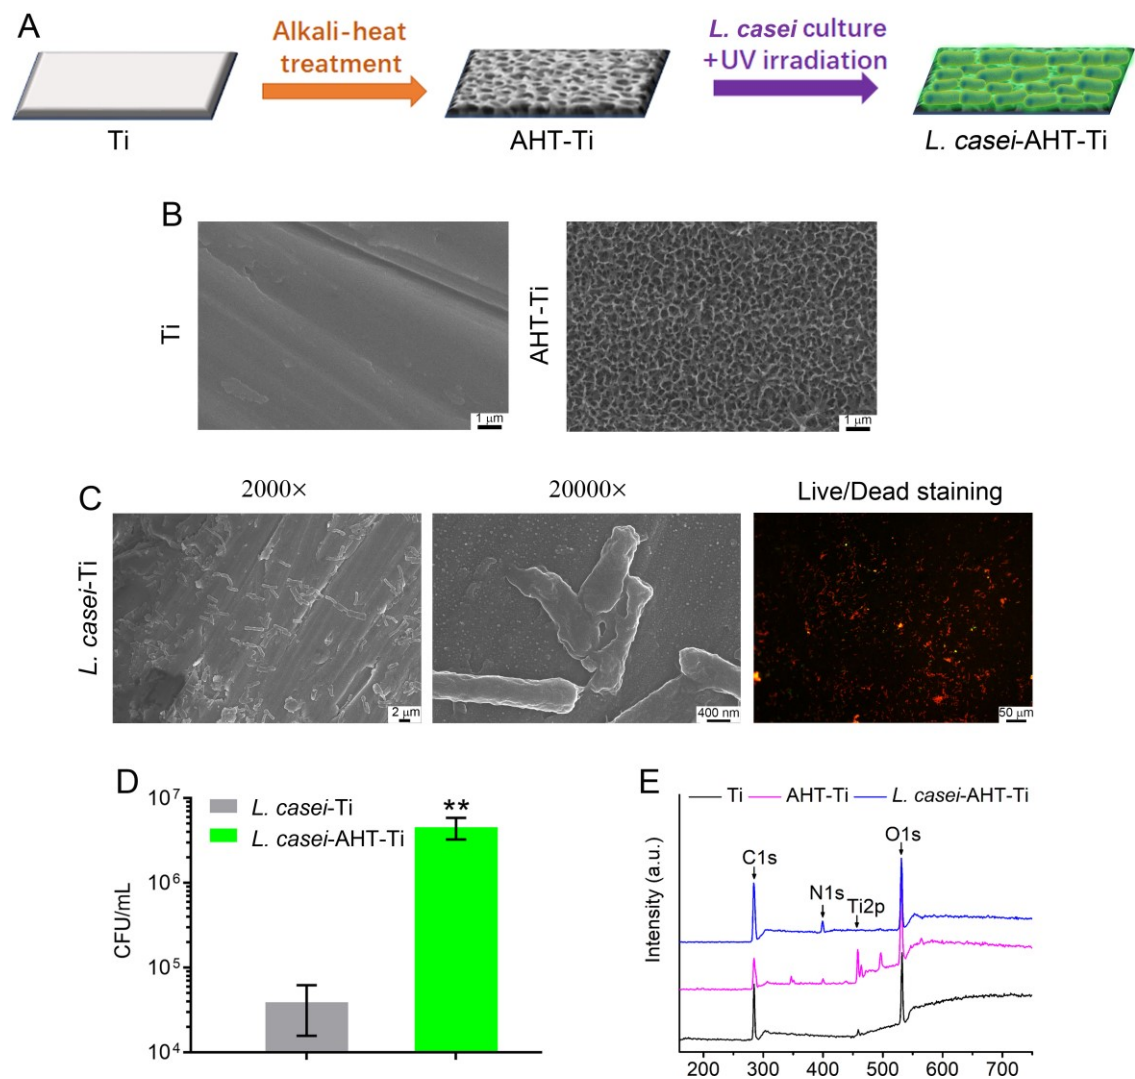 A
Alkali-heat
treatment
L. casei culture
+UV irradiation
Ti
AHT-Ti
L. casei-AHT-Ti
B
Ti
1 μm
AHT-Ti
1 μm
C
2000×
20000×
Live/Dead staining
L. casei-Ti
2 μm
400 nm
50 μm
D
10⁷
10⁶
10⁵
10⁴
CFU/mL
L. casei-Ti
L. casei-AHT-Ti
**
E
Ti
AHT-Ti
L. casei-AHT-Ti
Intensity (a.u.)
C1s
N1s
Ti2p
O1s
200 300 400 500 600 700